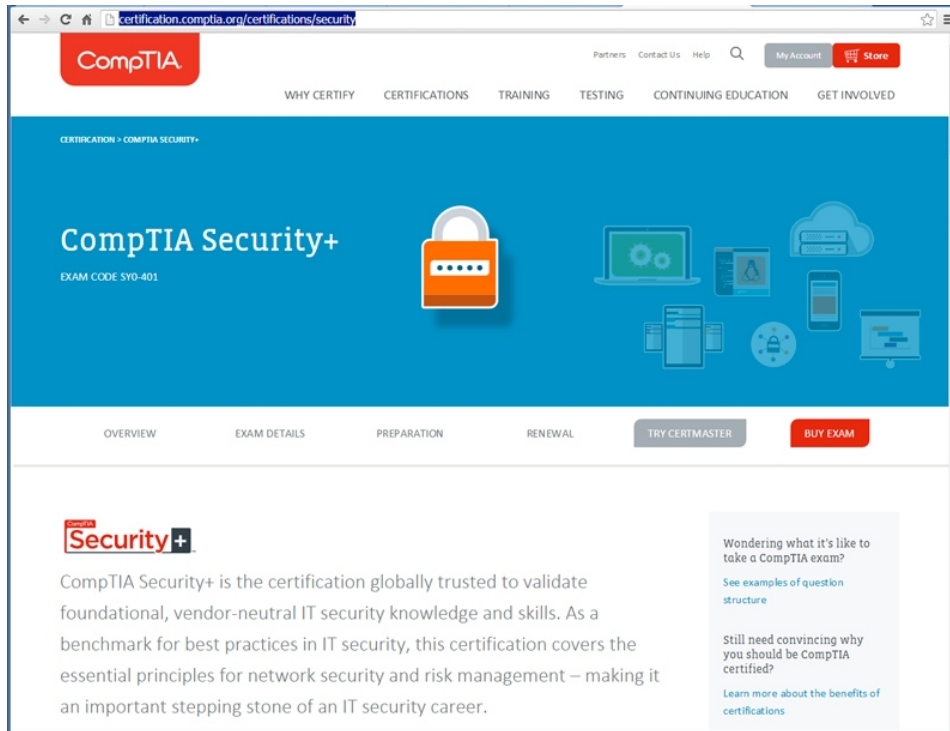 certification.comptia.org/certifications/security
CompTIA
Partners Contact Us Help My Account Store
WHY CERTIFY CERTIFICATIONS TRAINING TESTING CONTINUING EDUCATION GET INVOLVED
CERTIFICATION > COMPTIA SECURITY+
CompTIA Security+
EXAM CODE SY0-401
OVERVIEW EXAM DETAILS PREPARATION RENEWAL TRY CERTMASTER BUY EXAM
CompTIA
Security+
CompTIA Security+ is the certification globally trusted to validate
foundational, vendor-neutral IT security knowledge and skills. As a
benchmark for best practices in IT security, this certification covers the
essential principles for network security and risk management – making it
an important stepping stone of an IT security career.
Wondering what it's like to
take a CompTIA exam?
See examples of question
structure
Still need convincing why
you should be CompTIA
certified?
Learn more about the benefits of
certifications